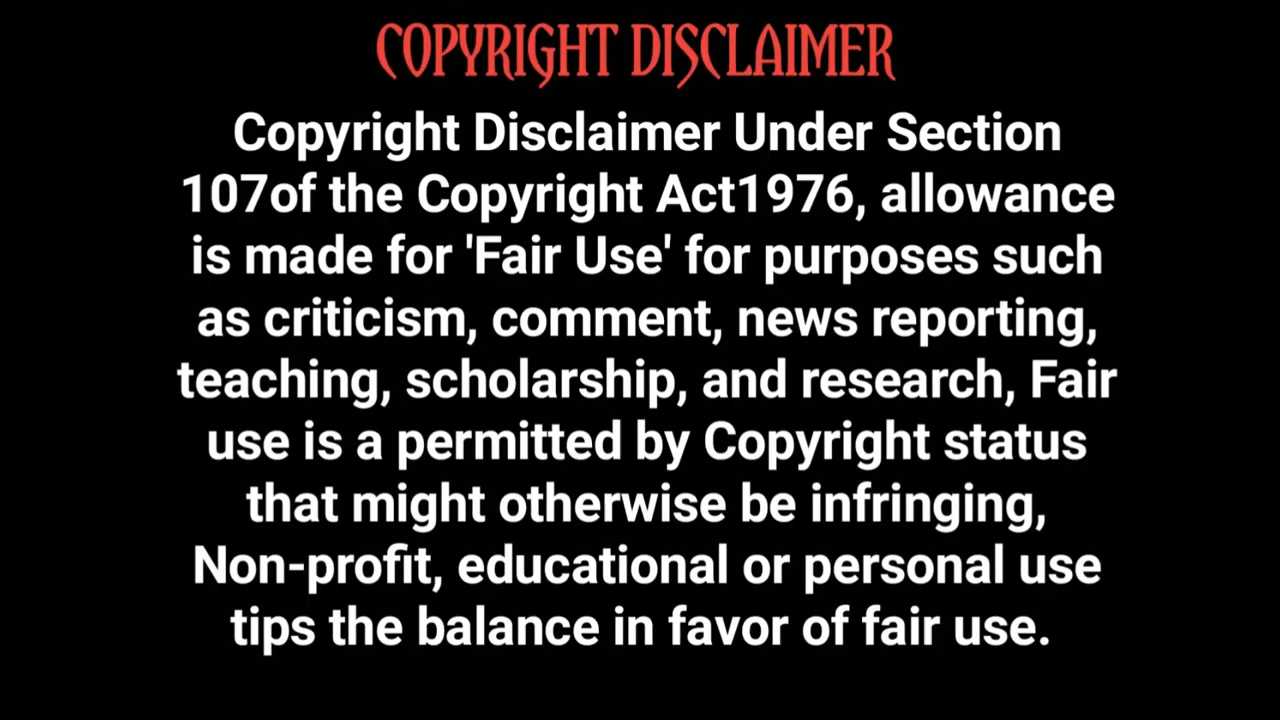 COPYRIGHT DISCLAIMER
Copyright Disclaimer Under Section
107of the Copyright Act1976, allowance
is made for 'Fair Use' for purposes such
as criticism, comment, news reporting,
teaching, scholarship, and research, Fair
use is a permitted by Copyright status
that might otherwise be infringing,
Non-profit, educational or personal use
tips the balance in favor of fair use.